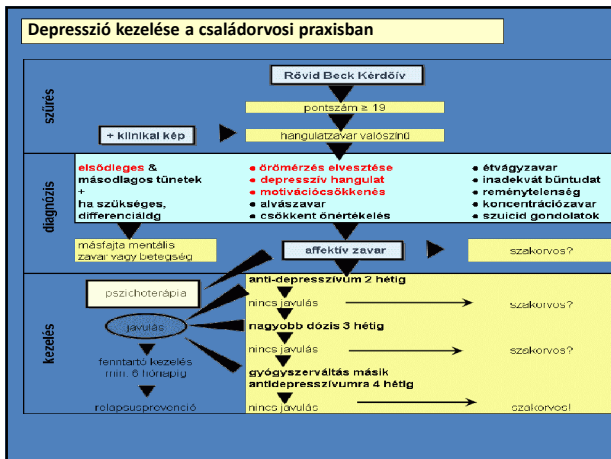 Depresszió kezelése a családorvosi praxisban
szűrés
Rövid Beck Kérdőív
pontszám ≥ 19
+ klinikai kép
hangulatzavar valószínű
diagnózis
elsődleges &
másodlagos tünetek
+
ha szükséges,
differenciáldg
● örömérzés elvesztése
● depresszív hangulat
● motivációcsökkenés
● alvászavar
● csökkent önértékelés
● étvágyzavar
● inadekvát bűntudat
● reménytelenség
● koncentrációzavar
● szuicid gondolatok
másfajta mentális
zavar vagy betegség
affektív zavar
szakorvos?
kezelés
pszichoterápia
anti-depresszívum 2 hétig
nincs javulás
szakorvos?
javulás
nagyobb dózis 3 hétig
nincs javulás
szakorvos?
fenntartó kezelés
min. 6 hónapig
gyógyszerváltás másik
antidepresszívumra 4 hétig
relapsusprevenció
nincs javulás
szakorvos!